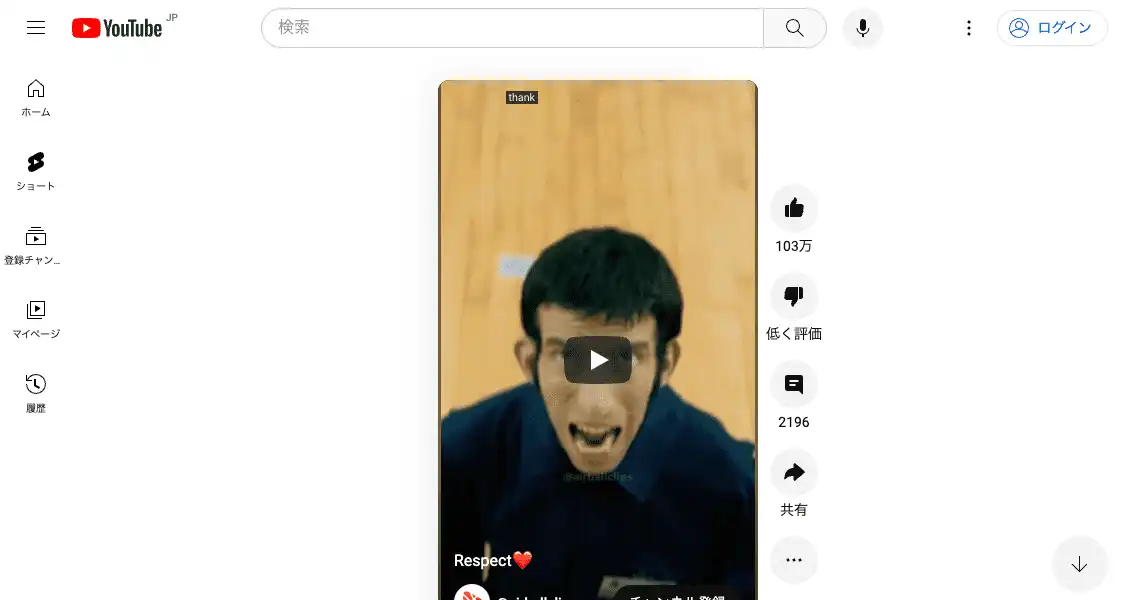 YouTube JP
検索
ログイン
ホーム
ショート
登録チャン...
マイページ
履歴
thank
103万
低く評価
2196
共有
@airballclips
Respect❤️
チャンネル登録